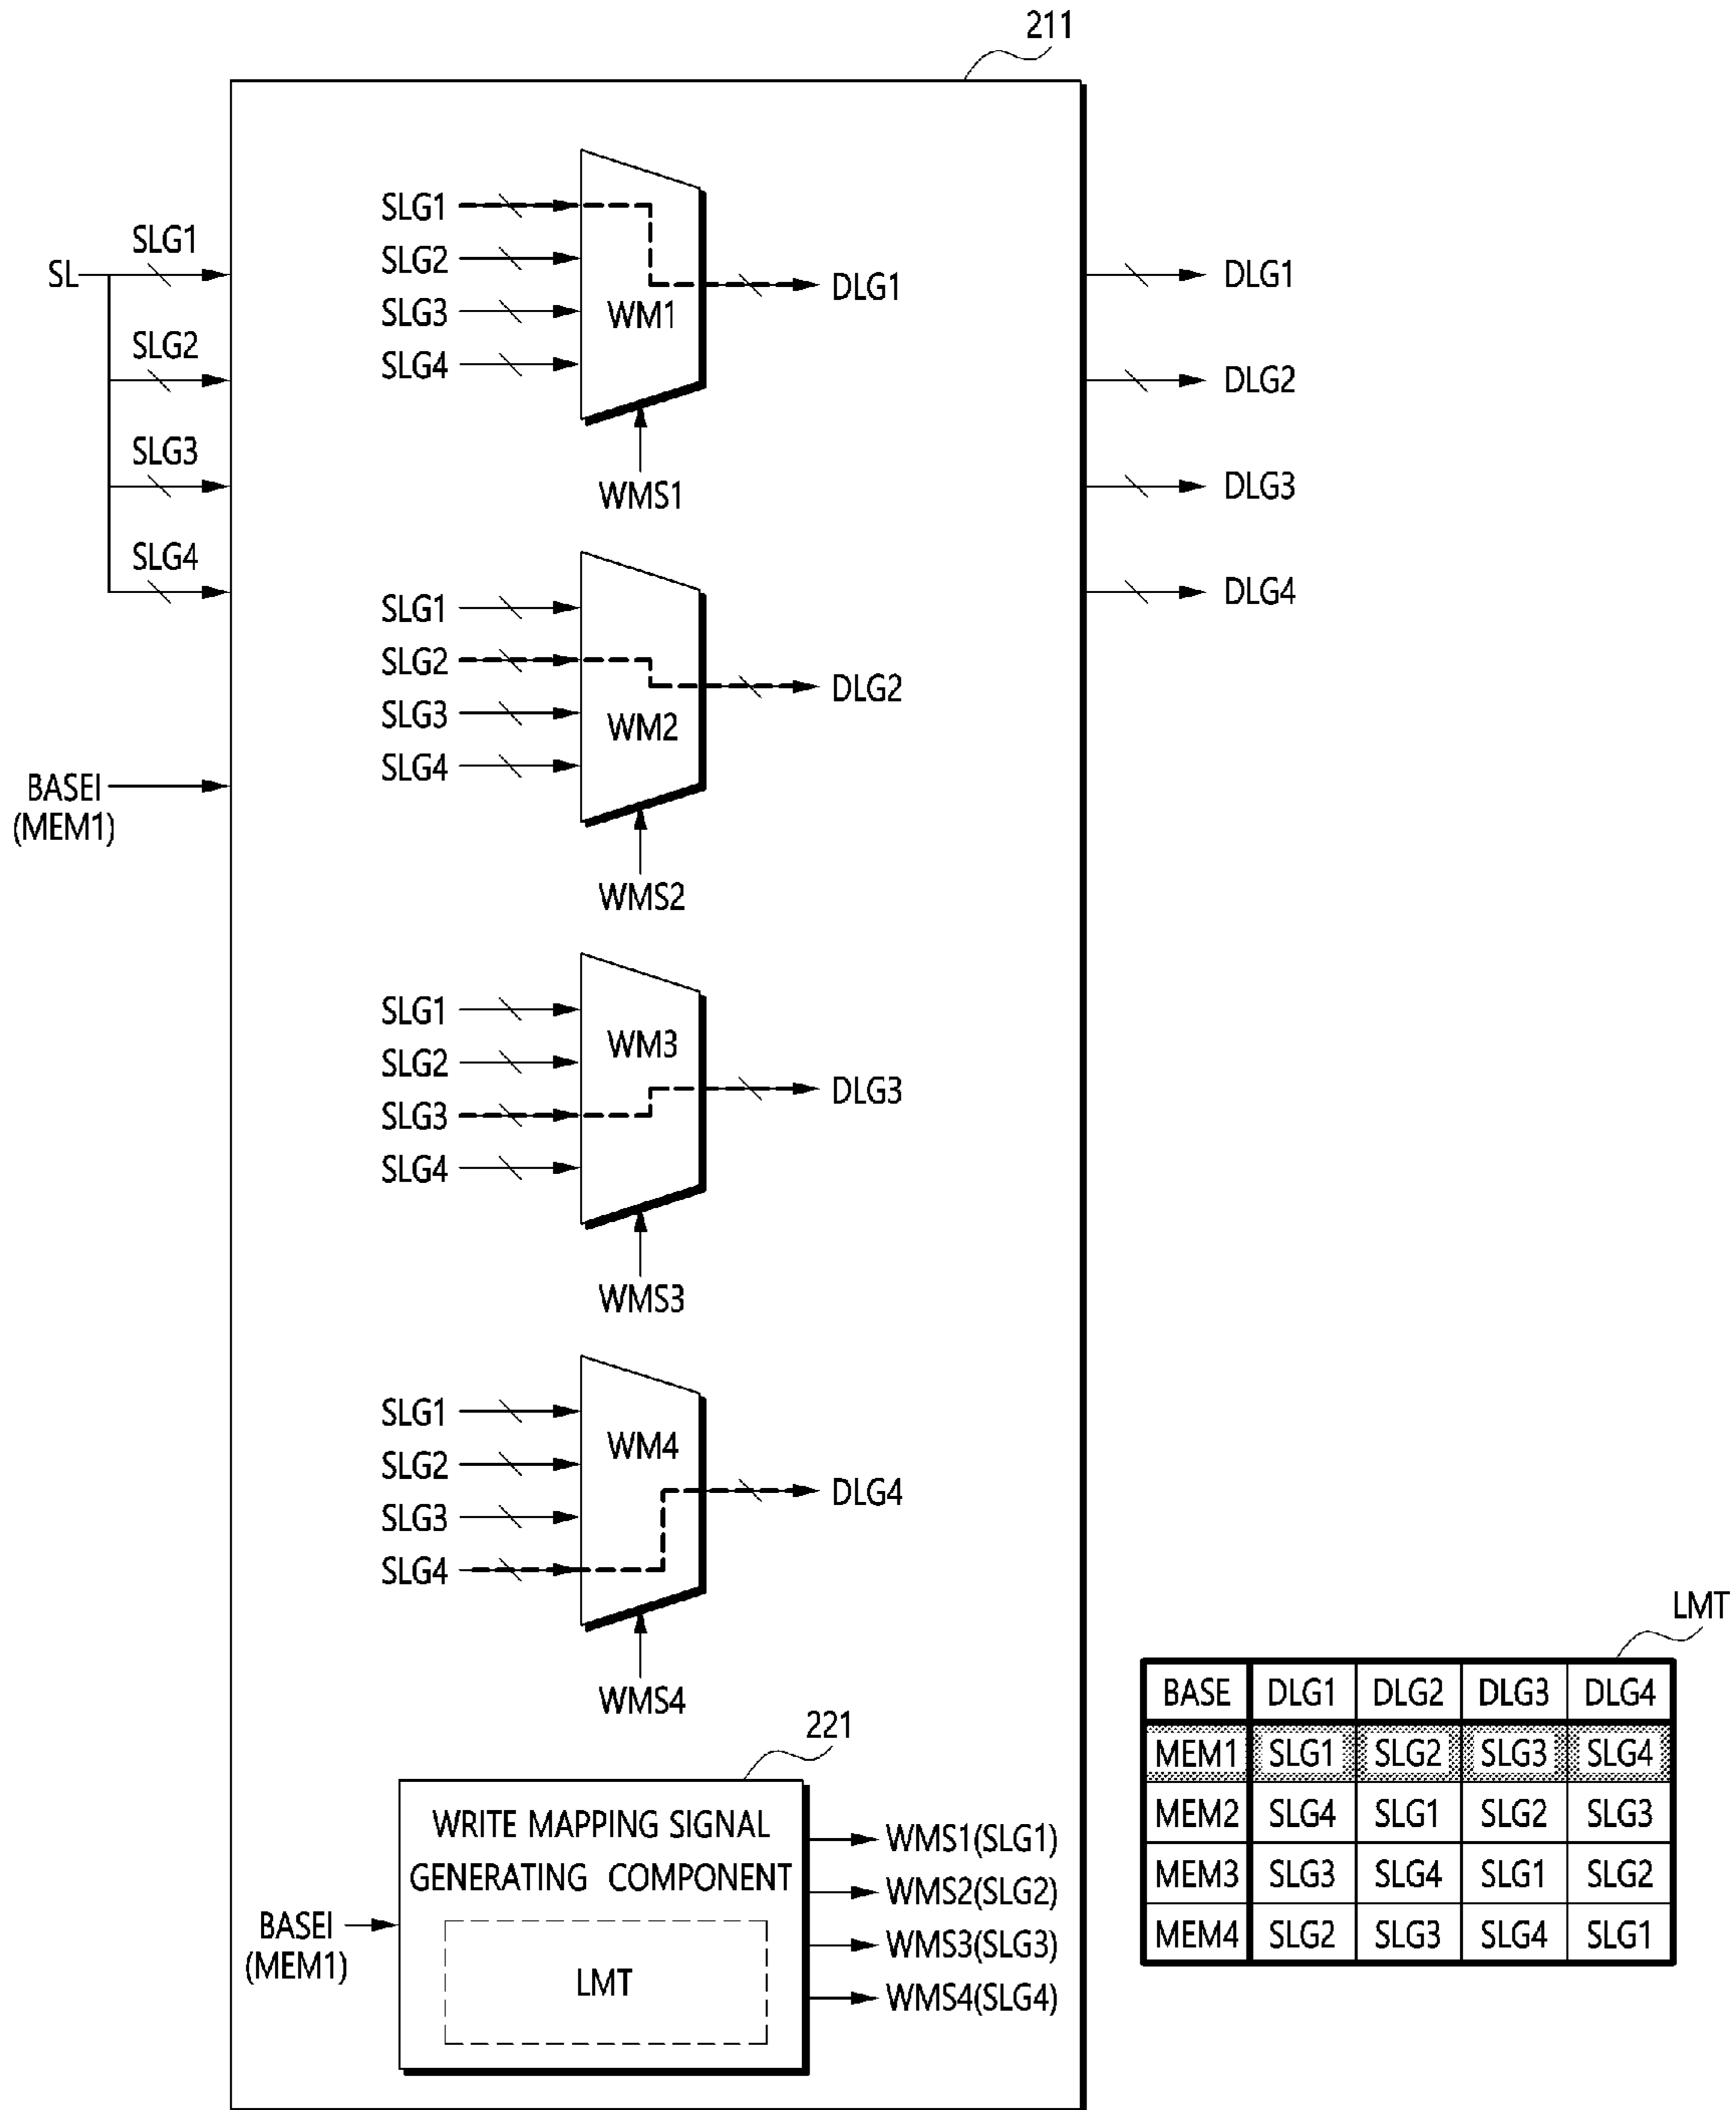 211
SL
SLG1
SLG2
SLG3
SLG4
BASEI
(MEM1)
SLG1
SLG2
SLG3
SLG4
WM1
DLG1
WMS1
SLG1
SLG2
SLG3
SLG4
WM2
DLG2
WMS2
SLG1
SLG2
SLG3
SLG4
WM3
DLG3
WMS3
SLG1
SLG2
SLG3
SLG4
WM4
DLG4
WMS4
DLG1
DLG2
DLG3
DLG4
221
WRITE MAPPING SIGNAL
GENERATING COMPONENT
LMT
BASEI
(MEM1)
WMS1(SLG1)
WMS2(SLG2)
WMS3(SLG3)
WMS4(SLG4)
LMT
BASE DLG1 DLG2 DLG3 DLG4
MEM1 SLG1 SLG2 SLG3 SLG4
MEM2 SLG4 SLG1 SLG2 SLG3
MEM3 SLG3 SLG4 SLG1 SLG2
MEM4 SLG2 SLG3 SLG4 SLG1